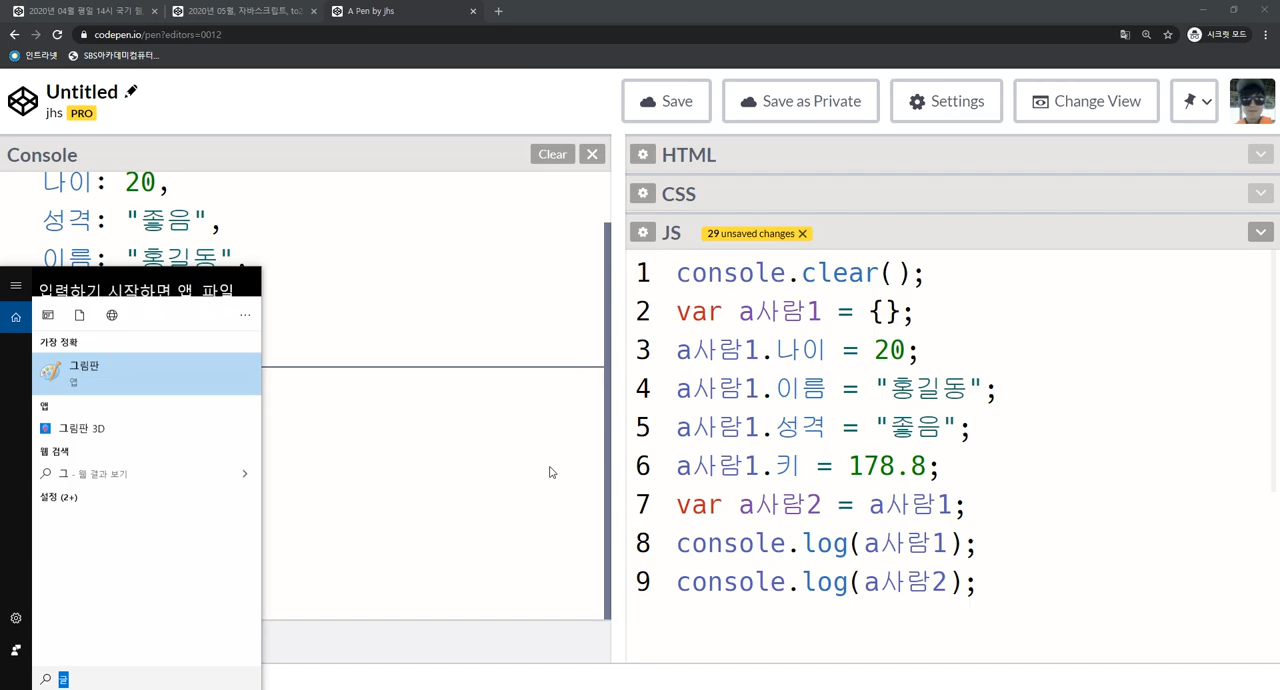 2020년 04월 평일 14시 국기 훈
2020년 05월, 자바스크립트, to2
A Pen by jhs
codepen.io/pen?editors=0012
시크릿 모드
인트라넷
SBS아카데미컴퓨터...
Untitled
jhs PRO
Save
Save as Private
Settings
Change View
Console
Clear
나이: 20,
성격: "좋음",
이름: "홍길동",
입력하기 시작하면 앱 파일
가장 정확
그림판
앱
앱
그림판 3D
웹 검색
그 - 웹 결과 보기
설정 (2+)
글
HTML
CSS
JS
29 unsaved changes X
1 console.clear();
2 var a사람1 = {};
3 a사람1.나이 = 20;
4 a사람1.이름 = "홍길동";
5 a사람1.성격 = "좋음";
6 a사람1.키 = 178.8;
7 var a사람2 = a사람1;
8 console.log(a사람1);
9 console.log(a사람2);